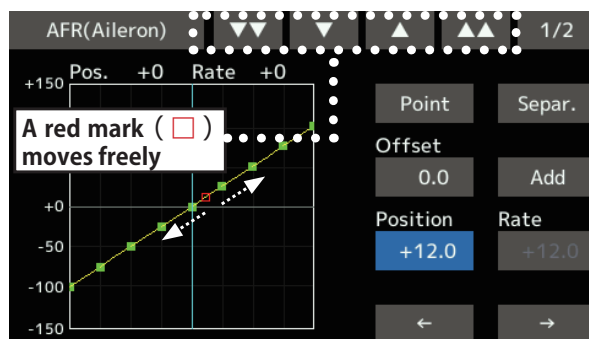 AFR(Aileron) ▼▼ ▼ ▲ ▲▲ 1/2
Pos. +0 Rate +0
+150
A red mark (□)
moves freely
+0
-50
-100
-150
Point Separ.
Offset
0.0 Add
Position Rate
+12.0 +12.0
← →